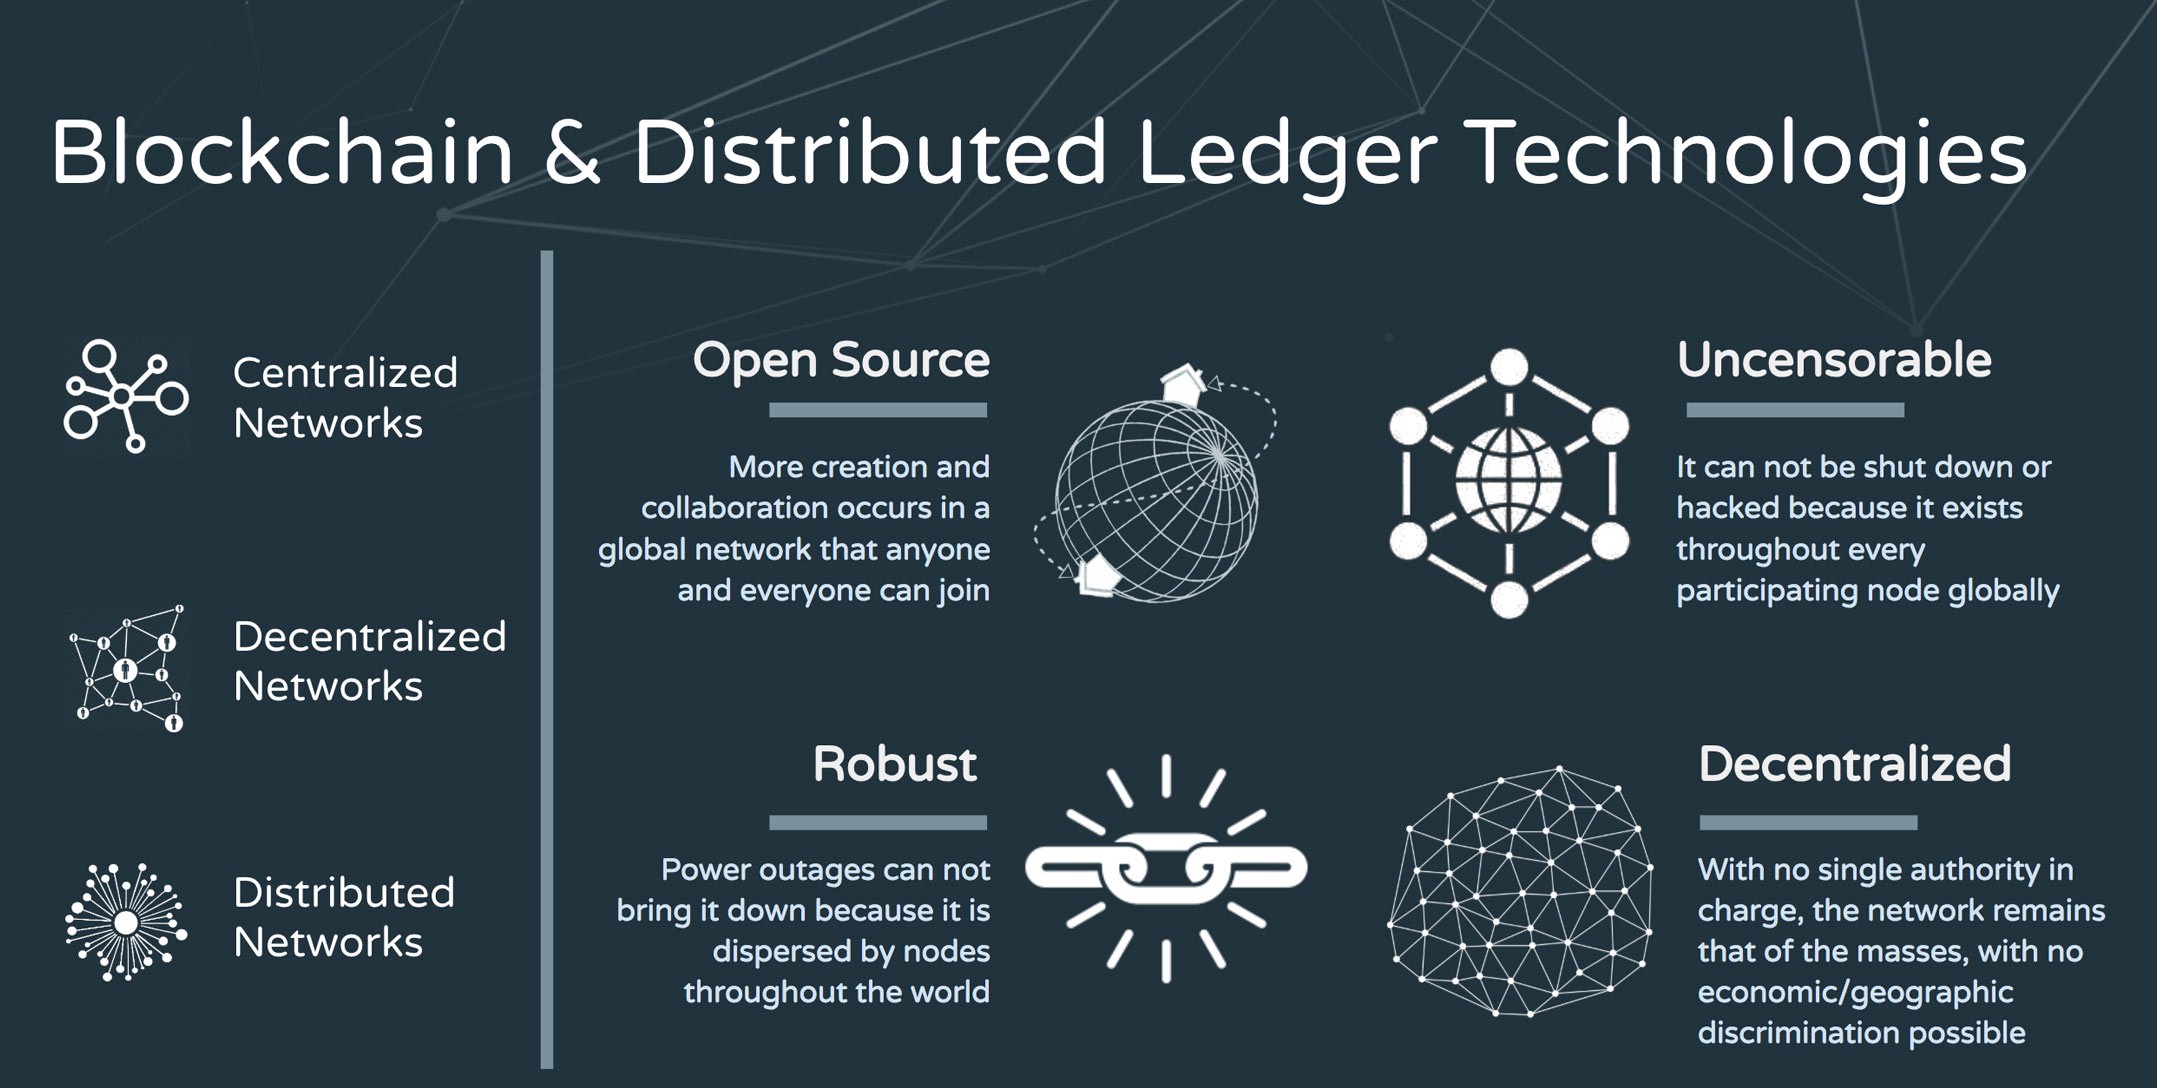 Blockchain & Distributed Ledger Technologies
Centralized
Networks
Decentralized
Networks
Distributed
Networks
Open Source
More creation and
collaboration occurs in a
global network that anyone
and everyone can join
Uncensorable
It can not be shut down or
hacked because it exists
throughout every
participating node globally
Robust
Power outages can not
bring it down because it is
dispersed by nodes
throughout the world
Decentralized
With no single authority in
charge, the network remains
that of the masses, with no
economic/geographic
discrimination possible